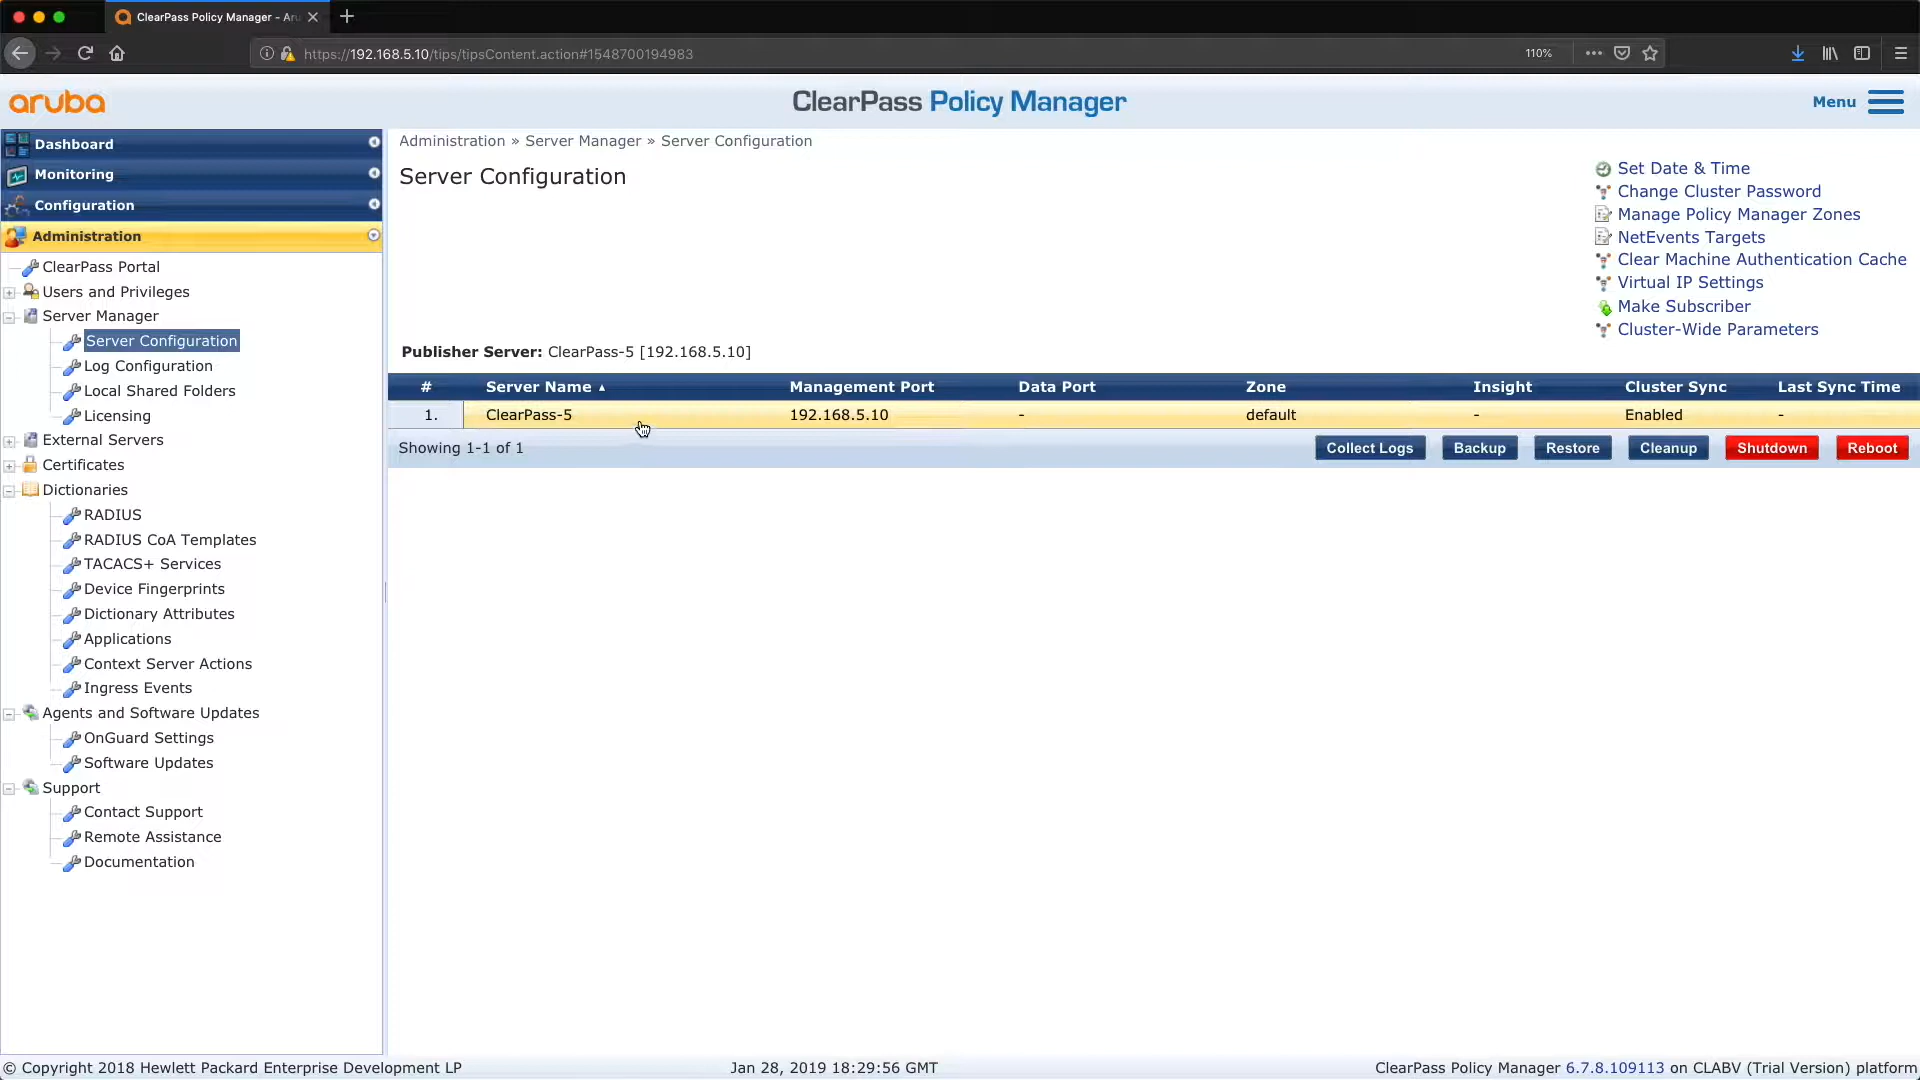 ClearPass Policy Manager - Aru
https://192.168.5.10/tips/tipsContent.action#1548700194983
110%
aruba
ClearPass Policy Manager
Menu
Dashboard
Monitoring
Configuration
Administration
ClearPass Portal
Users and Privileges
Server Manager
Server Configuration
Log Configuration
Local Shared Folders
Licensing
External Servers
Certificates
Dictionaries
RADIUS
RADIUS CoA Templates
TACACS+ Services
Device Fingerprints
Dictionary Attributes
Applications
Context Server Actions
Ingress Events
Agents and Software Updates
OnGuard Settings
Software Updates
Support
Contact Support
Remote Assistance
Documentation
Administration » Server Manager » Server Configuration
Server Configuration
Set Date & Time
Change Cluster Password
Manage Policy Manager Zones
NetEvents Targets
Clear Machine Authentication Cache
Virtual IP Settings
Make Subscriber
Cluster-Wide Parameters
Publisher Server: ClearPass-5 [192.168.5.10]
# Server Name ▲ Management Port Data Port Zone Insight Cluster Sync Last Sync Time
1. ClearPass-5 192.168.5.10 - default - Enabled -
Showing 1-1 of 1 Collect Logs Backup Restore Cleanup Shutdown Reboot
© Copyright 2018 Hewlett Packard Enterprise Development LP Jan 28, 2019 18:29:56 GMT ClearPass Policy Manager 6.7.8.109113 on CLABV (Trial Version) platform